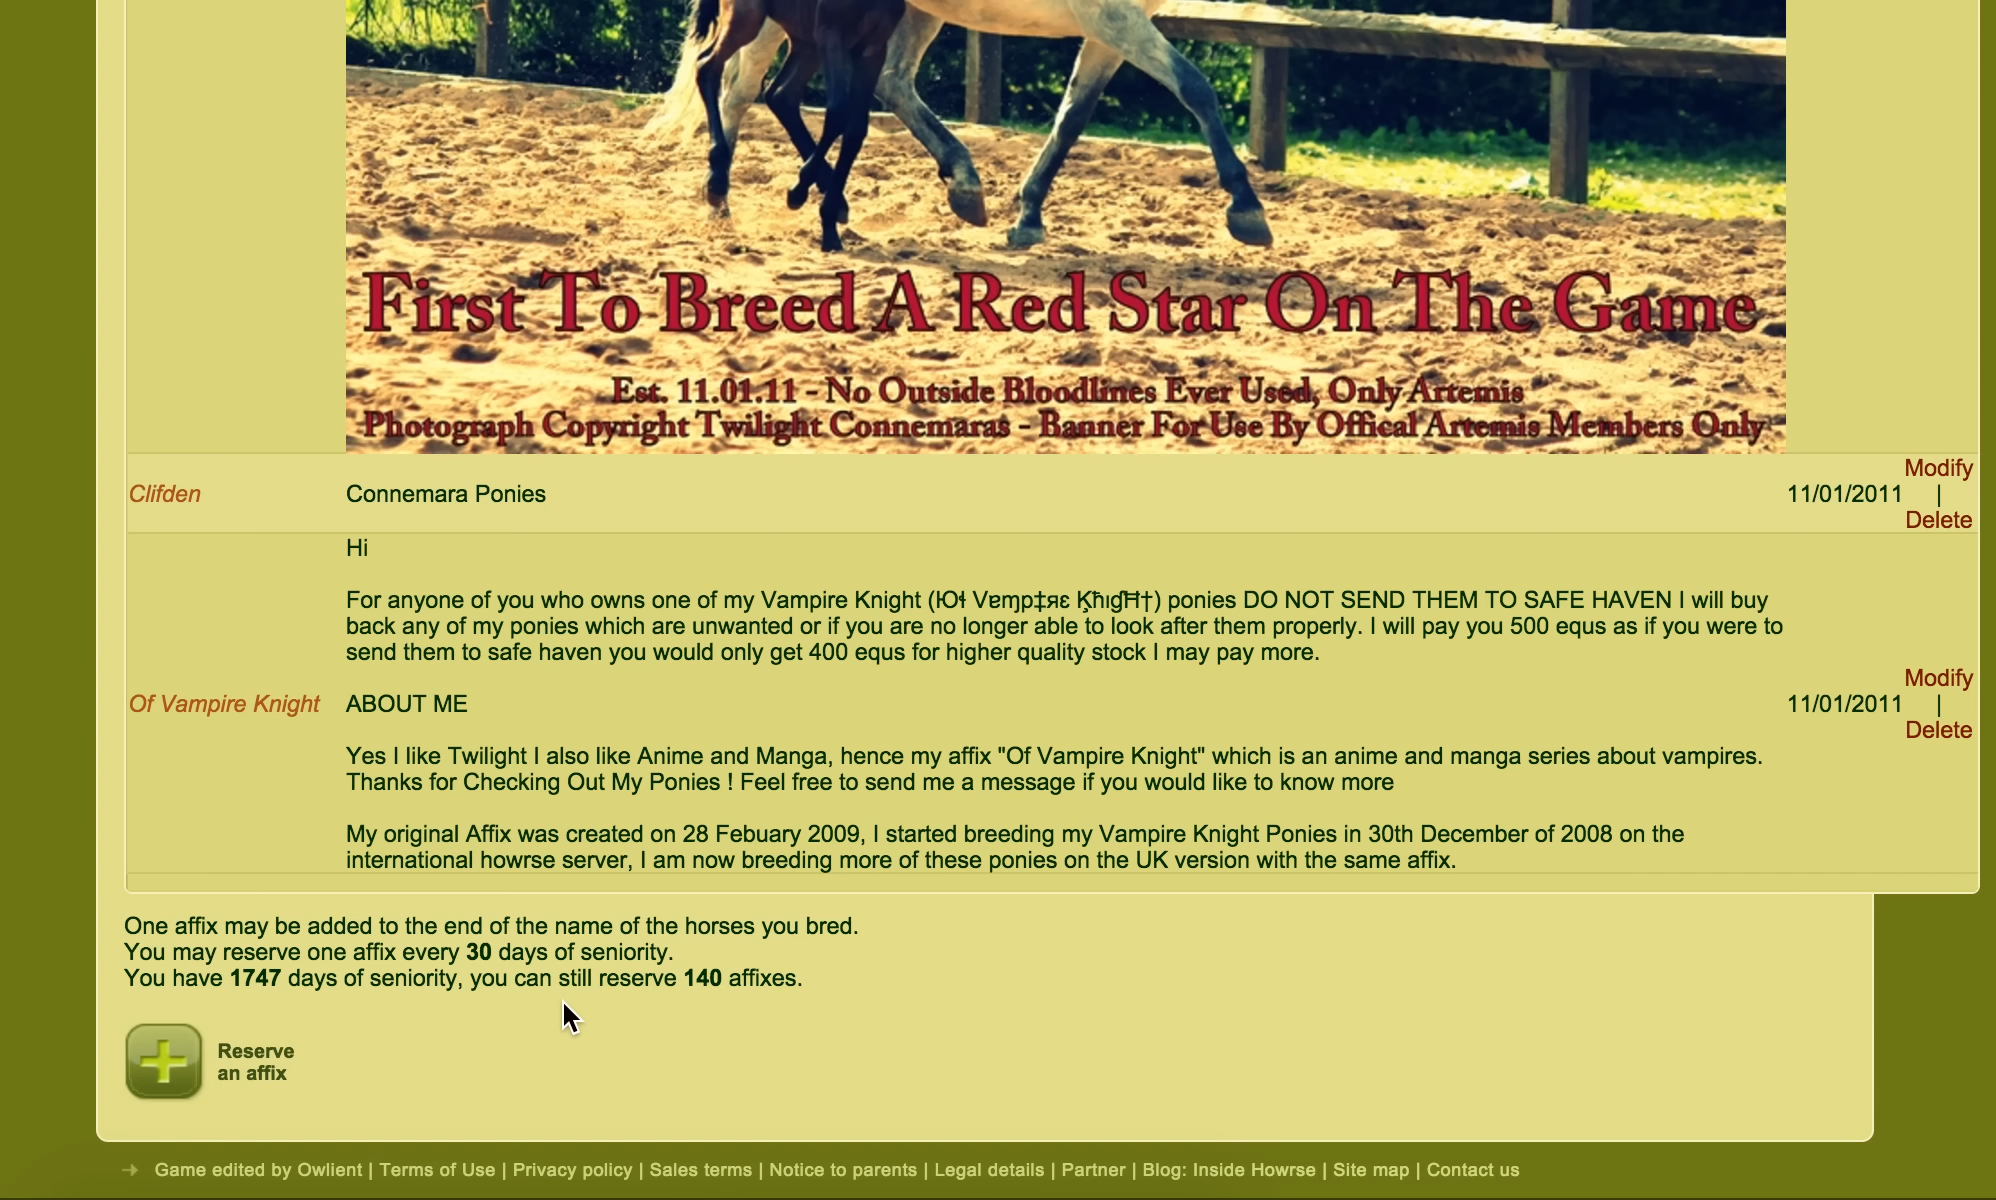 First To Breed A Red Star On The Game
Est. 11.01.11 - No Outside Bloodlines Ever Used, Only Artemis
Photograph Copyright Twilight Connemaras - Banner For Use By Offical Artemis Members Only
Clifden
Connemara Ponies
11/01/2011
Modify
|
Delete
Hi
For anyone of you who owns one of my Vampire Knight (ⵏОɬ Vɐɱp‡яɛ Ķħıɠ♓†) ponies DO NOT SEND THEM TO SAFE HAVEN I will buy
back any of my ponies which are unwanted or if you are no longer able to look after them properly. I will pay you 500 equs as if you were to
send them to safe haven you would only get 400 equs for higher quality stock I may pay more.
Of Vampire Knight
ABOUT ME
11/01/2011
Modify
|
Delete
Yes I like Twilight I also like Anime and Manga, hence my affix "Of Vampire Knight" which is an anime and manga series about vampires.
Thanks for Checking Out My Ponies ! Feel free to send me a message if you would like to know more
My original Affix was created on 28 Febuary 2009, I started breeding my Vampire Knight Ponies in 30th December of 2008 on the
international howrse server, I am now breeding more of these ponies on the UK version with the same affix.
One affix may be added to the end of the name of the horses you bred.
You may reserve one affix every 30 days of seniority.
You have 1747 days of seniority, you can still reserve 140 affixes.
Reserve
an affix
Game edited by Owlient | Terms of Use | Privacy policy | Sales terms | Notice to parents | Legal details | Partner | Blog: Inside Howrse | Site map | Contact us